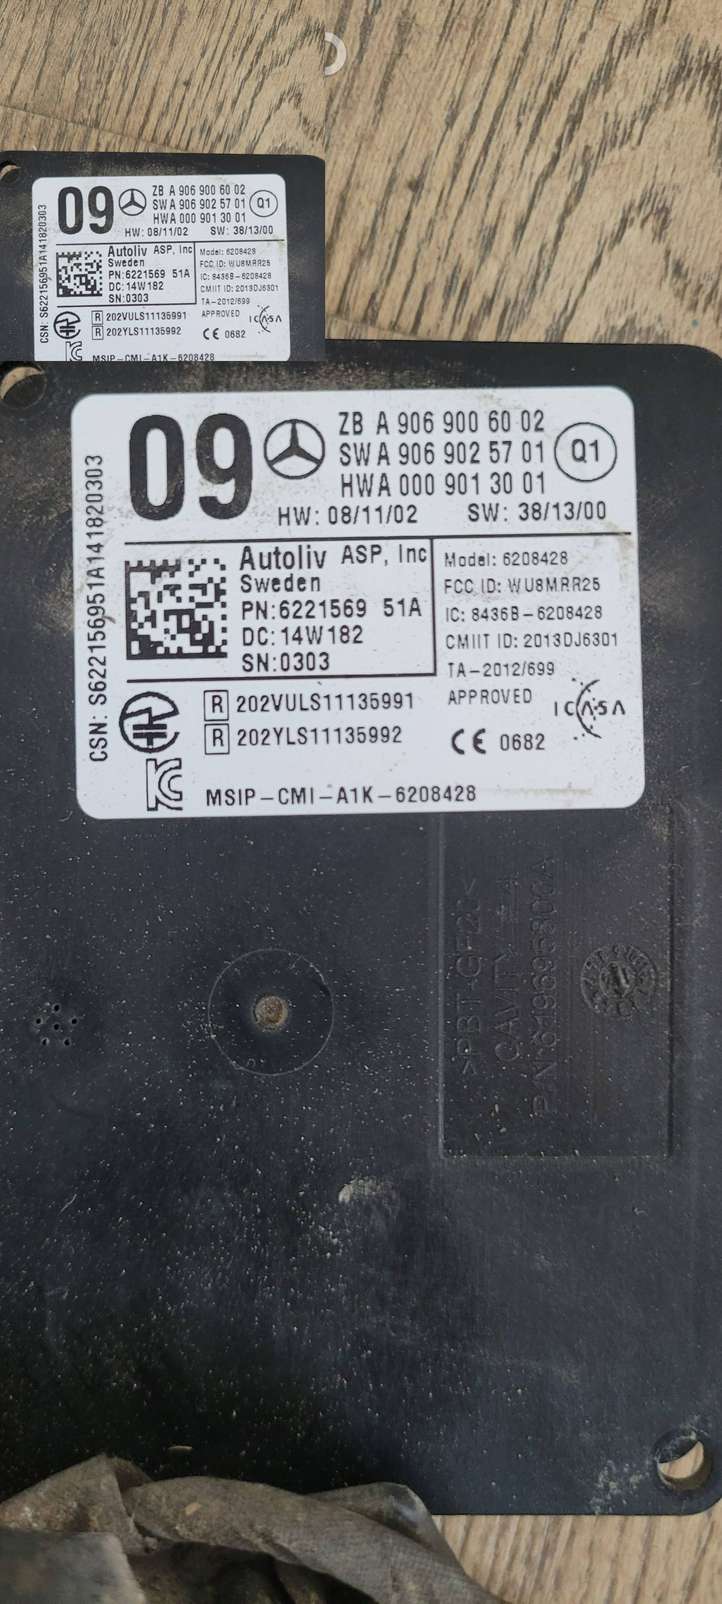 09
ZB A 906 900 60 02
SW A 906 902 57 01
Q1
HW A 000 901 30 01
HW: 08/11/02 SW: 38/13/00
Autoliv ASP, Inc
Sweden
PN:6221569 51A
DC:14W182
SN:0303
Model: 6208428
FCC ID: WU8MRR25
IC: 8436B-6208428
CMIIT ID: 2013DJ6301
TA-2012/699
APPROVED
ICASA
R 202VULS11135991
R 202YLS11135992
CE 0682
MSIP-CMI-A1K-6208428
CSN: S622156951A141820303
09
ZB A 906 900 60 02
SW A 906 902 57 01
Q1
HW A 000 901 30 01
HW: 08/11/02 SW: 38/13/00
Autoliv ASP, Inc
Sweden
PN:6221569 51A
DC:14W182
SN:0303
Model: 6208428
FCC ID: WU8MRR25
IC: 8436B-6208428
CMIIT ID: 2013DJ6301
TA-2012/699
APPROVED
ICASA
R 202VULS11135991
R 202YLS11135992
CE 0682
MSIP-CMI-A1K-6208428
CSN: S622156951A141820303
>PBT-GF20<
CAVITY